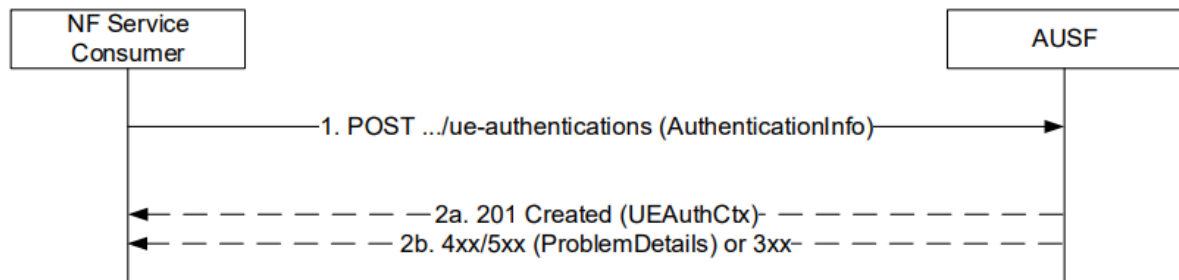 NF Service
Consumer
AUSF
1. POST .../ue-authentications (AuthenticationInfo)
2a. 201 Created (UEAuthCtx)
2b. 4xx/5xx (ProblemDetails) or 3xx